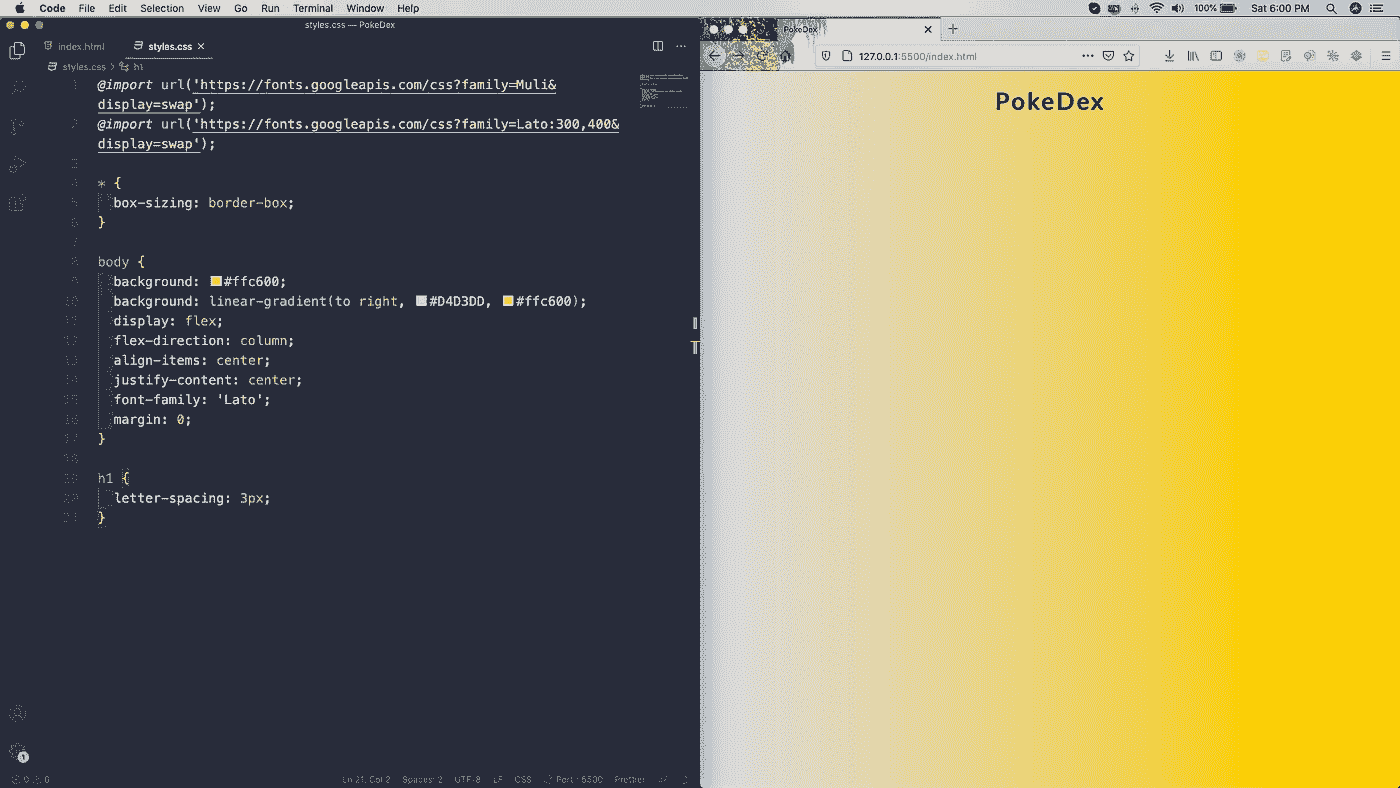 Code File Edit Selection View Go Run Terminal Window Help 100% Sat 6:00 PM
styles.css — PokeDex
index.html styles.css
styles.css > h1
@import url('https://fonts.googleapis.com/css?family=Muli&
display=swap');
@import url('https://fonts.googleapis.com/css?family=Lato:300,400&
display=swap');
* {
box-sizing: border-box;
}
body {
background: #ffc600;
background: linear-gradient(to right, #D4D3DD, #ffc600);
display: flex;
flex-direction: column;
align-items: center;
justify-content: center;
font-family: 'Lato';
margin: 0;
}
h1 {
letter-spacing: 3px;
}
1
Ln 21, Col 2 Spaces: 2 UTF-8 LF CSS Port : 5500 Prettier
PokeDex
127.0.0.1:5500/index.html
PokeDex